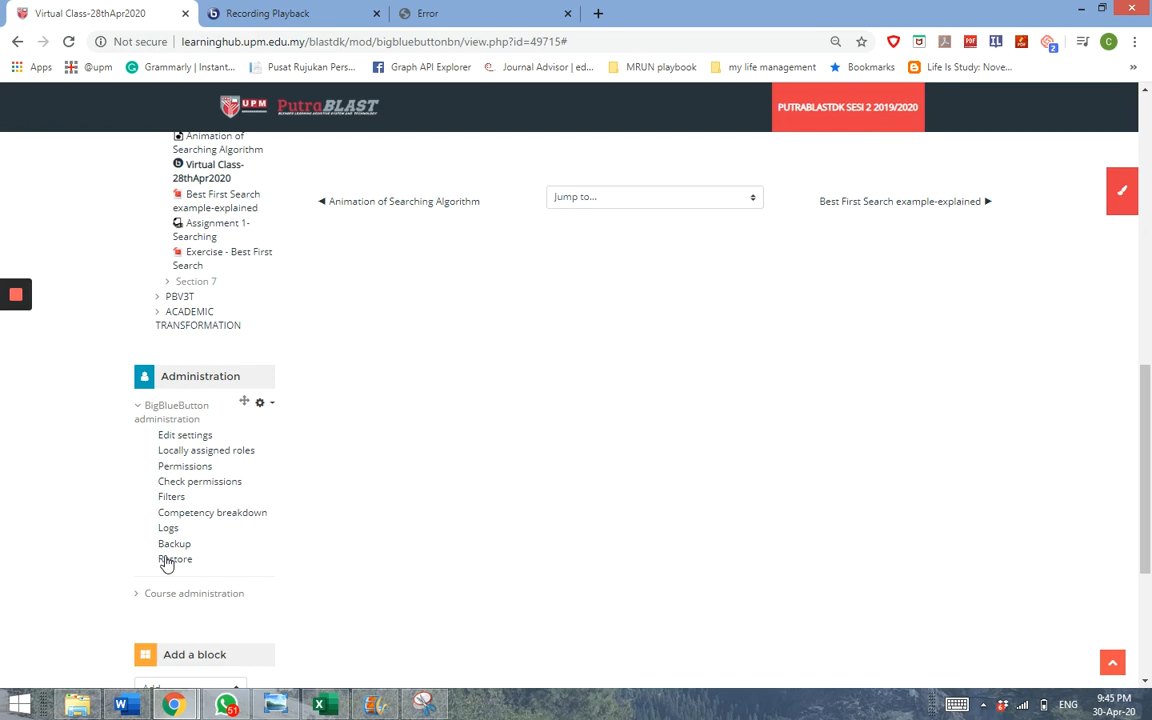 Virtual Class-28thApr2020
Recording Playback
Error
Not secure
learninghub.upm.edu.my/blastdk/mod/bigbluebuttonbn/view.php?id=49715#
2
C
Apps
@upm
Grammarly | Instant...
Pusat Rujukan Pers...
Graph API Explorer
Journal Advisor | ed...
MRUN playbook
my life management
Bookmarks
Life Is Study: Nove...
UPM
PutraBLAST
PUTRABLASTDK SESI 2 2019/2020
Animation of
Searching Algorithm
Virtual Class-
28thApr2020
Best First Search
example-explained
Assignment 1-
Searching
Exercise - Best First
Search
Section 7
PBV3T
ACADEMIC
TRANSFORMATION
Animation of Searching Algorithm
Jump to...
Best First Search example-explained
Administration
BigBlueButton
administration
Edit settings
Locally assigned roles
Permissions
Check permissions
Filters
Competency breakdown
Logs
Backup
Restore
Course administration
Add a block
Add...
51
ENG
9:45 PM
30-Apr-20